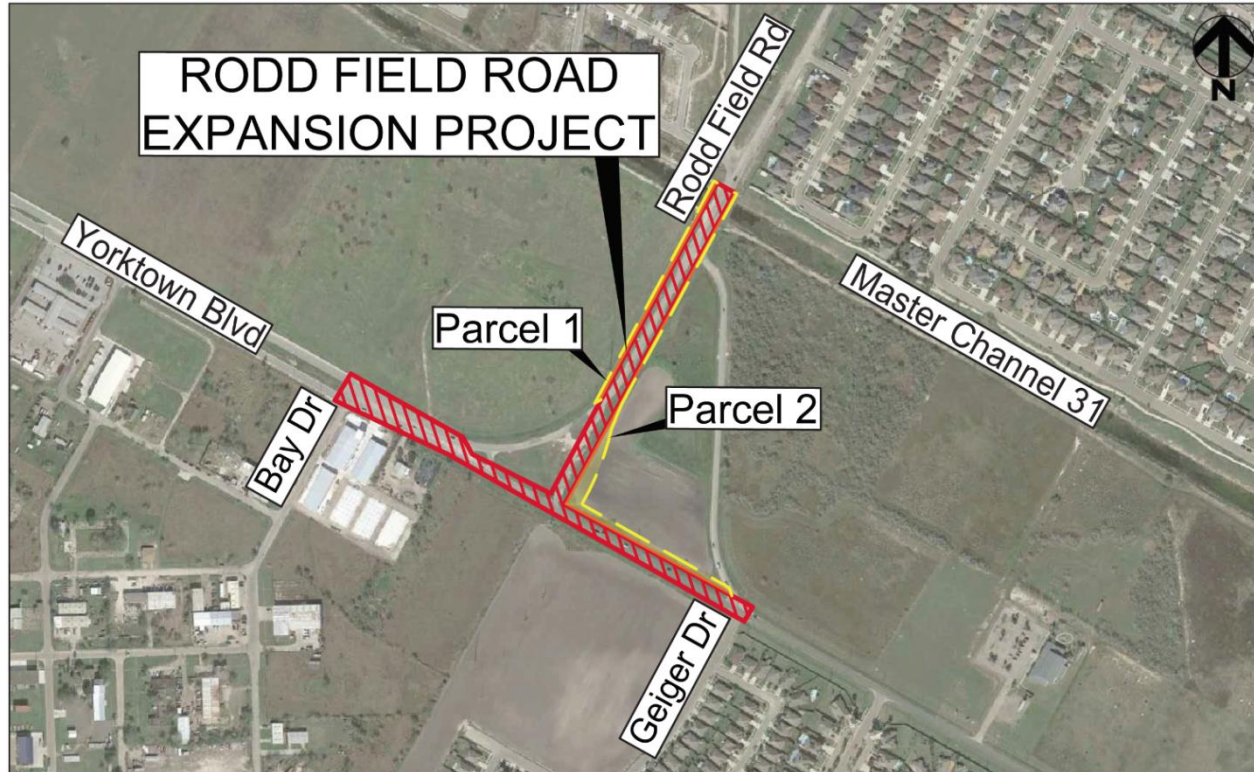 RODD FIELD ROAD
EXPANSION PROJECT
Rodd Field Rd
N
Yorktown Blvd
Master Channel 31
Parcel 1
Parcel 2
Bay Dr
Geiger Dr